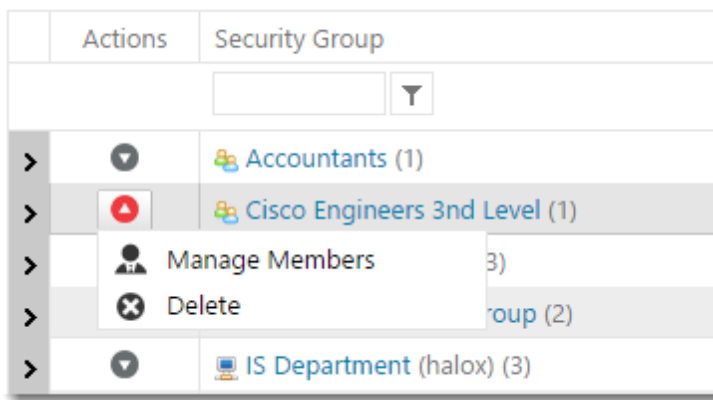 Actions Security Group
Accountants (1)
Cisco Engineers 3nd Level (1)
Manage Members 3)
Delete roup (2)
IS Department (halox) (3)